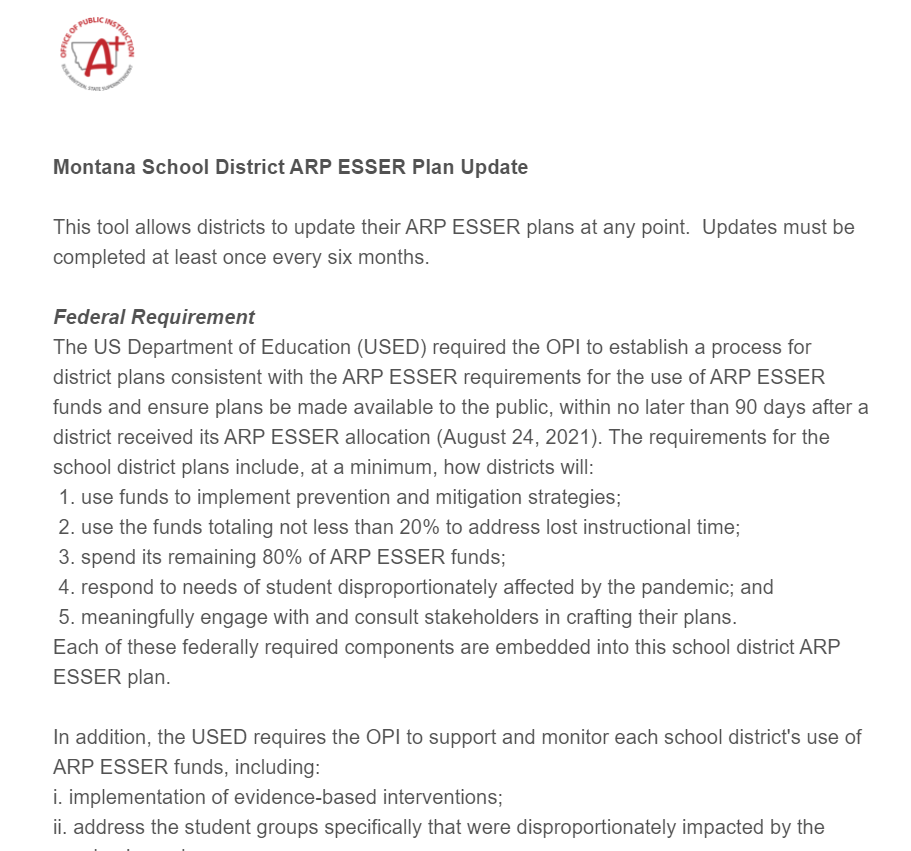 OFFICE OF PUBLIC INSTRUCTION
A+
STATE SUPERINTENDENT
Montana School District ARP ESSER Plan Update
This tool allows districts to update their ARP ESSER plans at any point.  Updates must be
completed at least once every six months.
Federal Requirement
The US Department of Education (USED) required the OPI to establish a process for
district plans consistent with the ARP ESSER requirements for the use of ARP ESSER
funds and ensure plans be made available to the public, within no later than 90 days after a
district received its ARP ESSER allocation (August 24, 2021). The requirements for the
school district plans include, at a minimum, how districts will:
1. use funds to implement prevention and mitigation strategies;
2. use the funds totaling not less than 20% to address lost instructional time;
3. spend its remaining 80% of ARP ESSER funds;
4. respond to needs of student disproportionately affected by the pandemic; and
5. meaningfully engage with and consult stakeholders in crafting their plans.
Each of these federally required components are embedded into this school district ARP
ESSER plan.
In addition, the USED requires the OPI to support and monitor each school district's use of
ARP ESSER funds, including:
i. implementation of evidence-based interventions;
ii. address the student groups specifically that were disproportionately impacted by the